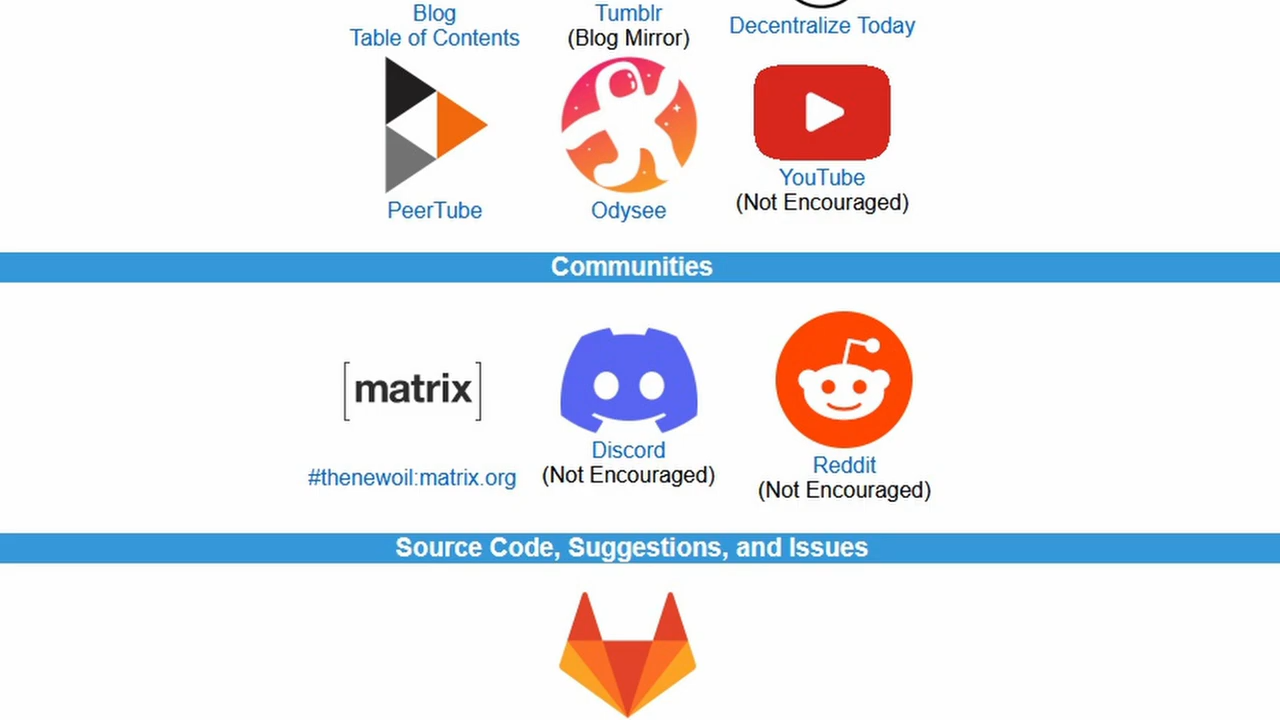 Blog
Table of Contents
Tumblr
(Blog Mirror)
Decentralize Today
PeerTube
Odysee
YouTube
(Not Encouraged)
Communities
[matrix]
#thenewoil:matrix.org
Discord
(Not Encouraged)
Reddit
(Not Encouraged)
Source Code, Suggestions, and Issues